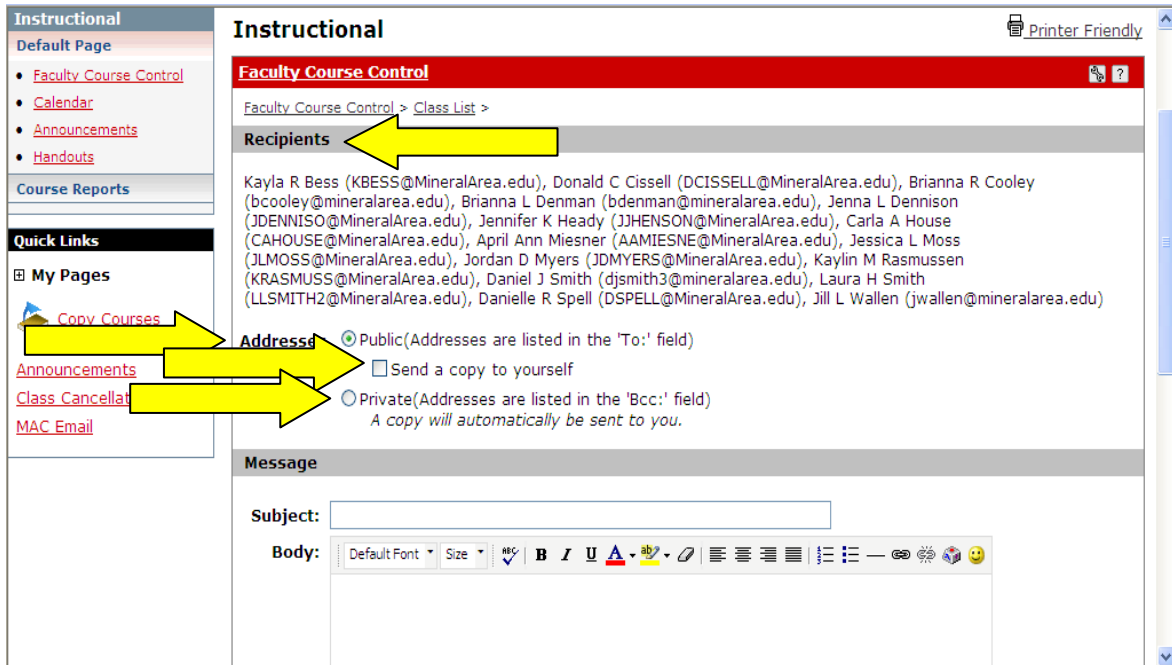 Instructional
Default Page
Faculty Course Control
Calendar
Announcements
Handouts
Course Reports
Quick Links
My Pages
Copy Courses
Announcements
MAC Email
Instructional
Printer Friendly
Faculty Course Control
?
Faculty Course Control > Class List >
Recipients
Kayla R Bess (KBESS@MineralArea.edu), Donald C Cissell (DCISSELL@MineralArea.edu), Brianna R Cooley
(bcooley@mineralarea.edu), Brianna L Denman (bdenman@mineralarea.edu), Jenna L Dennison
(JDENNISO@MineralArea.edu), Jennifer K Heady (JJHENSON@MineralArea.edu), Carla A House
(CAHOUSE@MineralArea.edu), April Ann Miesner (AAMIESNE@MineralArea.edu), Jessica L Moss
(JLMOSS@MineralArea.edu), Jordan D Myers (JDMYERS@MineralArea.edu), Kaylin M Rasmussen
(KRASMUSS@MineralArea.edu), Daniel J Smith (djsmith3@mineralarea.edu), Laura H Smith
(LLSMITH2@MineralArea.edu), Danielle R Spell (DSPELL@MineralArea.edu), Jill L Wallen (jwallen@mineralarea.edu)
Public(Addresses are listed in the 'To:' field)
Send a copy to yourself
Private(Addresses are listed in the 'Bcc:' field)
A copy will automatically be sent to you.
Message
Subject:
Body:
Default Font Size ABC B I U A ab